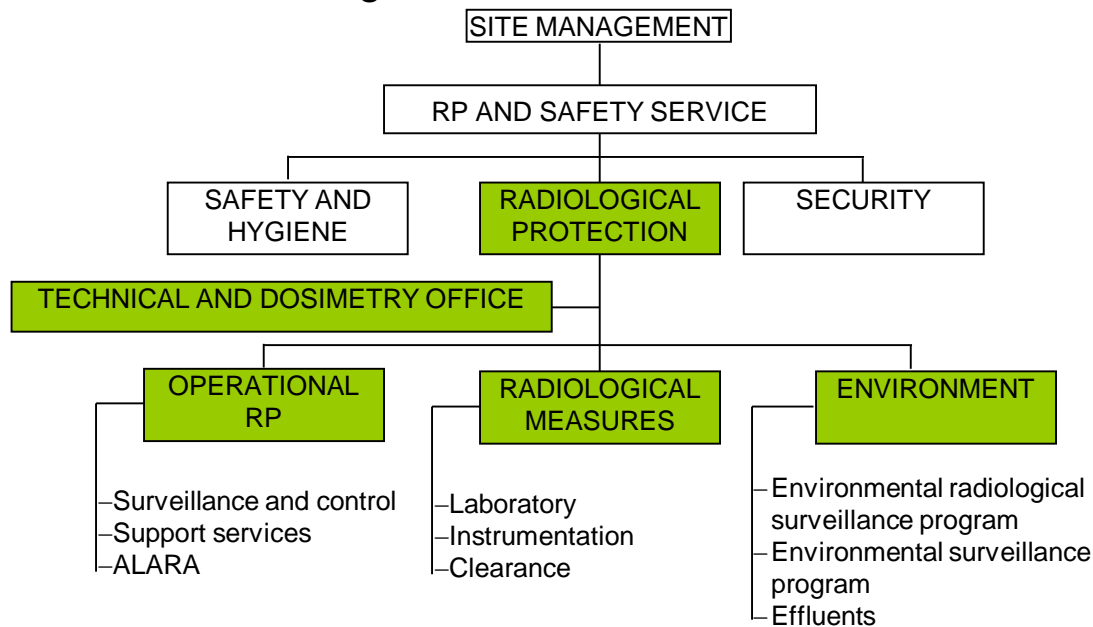 SITE MANAGEMENT
RP AND SAFETY SERVICE
SAFETY AND
HYGIENE
RADIOLOGICAL
PROTECTION
SECURITY
TECHNICAL AND DOSIMETRY OFFICE
OPERATIONAL
RP
–Surveillance and control
–Support services
–ALARA
RADIOLOGICAL
MEASURES
–Laboratory
–Instrumentation
–Clearance
ENVIRONMENT
–Environmental radiological
surveillance program
–Environmental surveillance
program
–Effluents